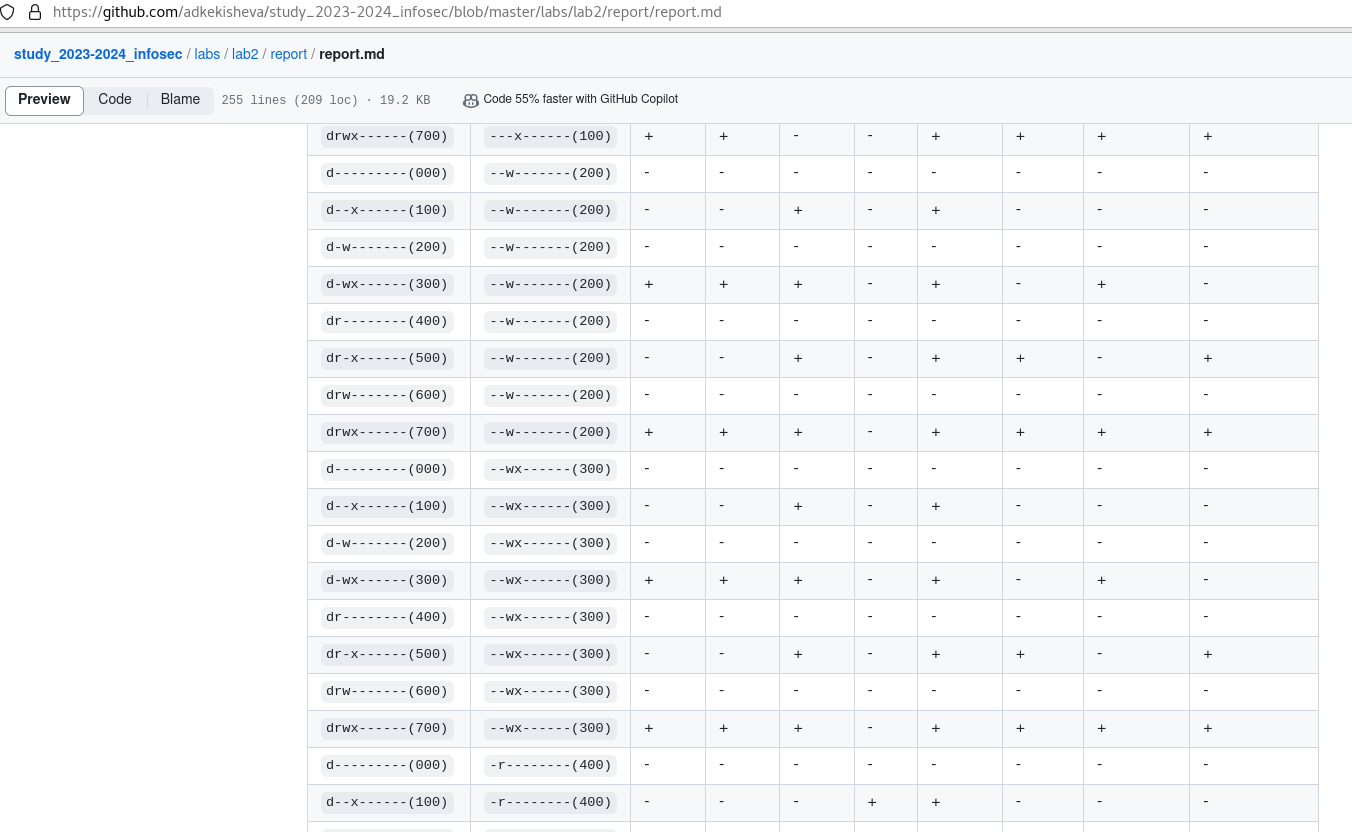 https://github.com/adkekisheva/study_2023-2024_infosec/blob/master/labs/lab2/report/report.md
study_2023-2024_infosec / labs / lab2 / report / report.md
Preview Code Blame 255 lines (209 loc) · 19.2 KB Code 55% faster with GitHub Copilot
drwx------(700) ---x------(100) + + - - + + + +
d---------(000) --w-------(200) - - - - - - - -
d--x------(100) --w-------(200) - - + - + - - -
d-w-------(200) --w-------(200) - - - - - - - -
d-wx------(300) --w-------(200) + + + - + - + -
dr--------(400) --w-------(200) - - - - - - - -
dr-x------(500) --w-------(200) - - + - + + - +
drw-------(600) --w-------(200) - - - - - - - -
drwx------(700) --w-------(200) + + + - + + + +
d---------(000) --wx------(300) - - - - - - - -
d--x------(100) --wx------(300) - - + - + - - -
d-w-------(200) --wx------(300) - - - - - - - -
d-wx------(300) --wx------(300) + + + - + - + -
dr--------(400) --wx------(300) - - - - - - - -
dr-x------(500) --wx------(300) - - + - + + - +
drw-------(600) --wx------(300) - - - - - - - -
drwx------(700) --wx------(300) + + + - + + + +
d---------(000) -r--------(400) - - - - - - - -
d--x------(100) -r--------(400) - - - + + - - -